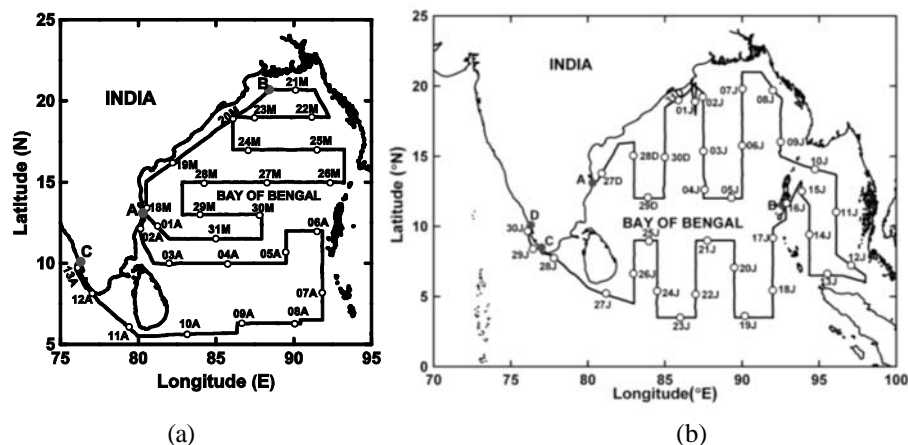 25
20
15
10
5
75
80
85
90
95
Latitude (N)
Longitude (E)
INDIA
BAY OF BENGAL
B
21M
20M
23M
22M
24M
25M
19M
28M
27M
26M
A
18M
29M
30M
01A
02A
31M
06A
C
13A
03A
04A
05A
12A
07A
11A
10A
09A
08A
(a)
25
20
15
10
5
0
70
75
80
85
90
95
100
Latitude (°N)
Longitude(°E)
INDIA
BAY OF BENGAL
01J
02J
07J
08J
28D
30D
03J
06J
09J
10J
A
27D
29D
04J
05J
B
15J
16J
11J
D
30J
C
29J
28J
25J
21J
17J
14J
12J
26J
24J
20J
13J
27J
22J
18J
23J
19J
(b)